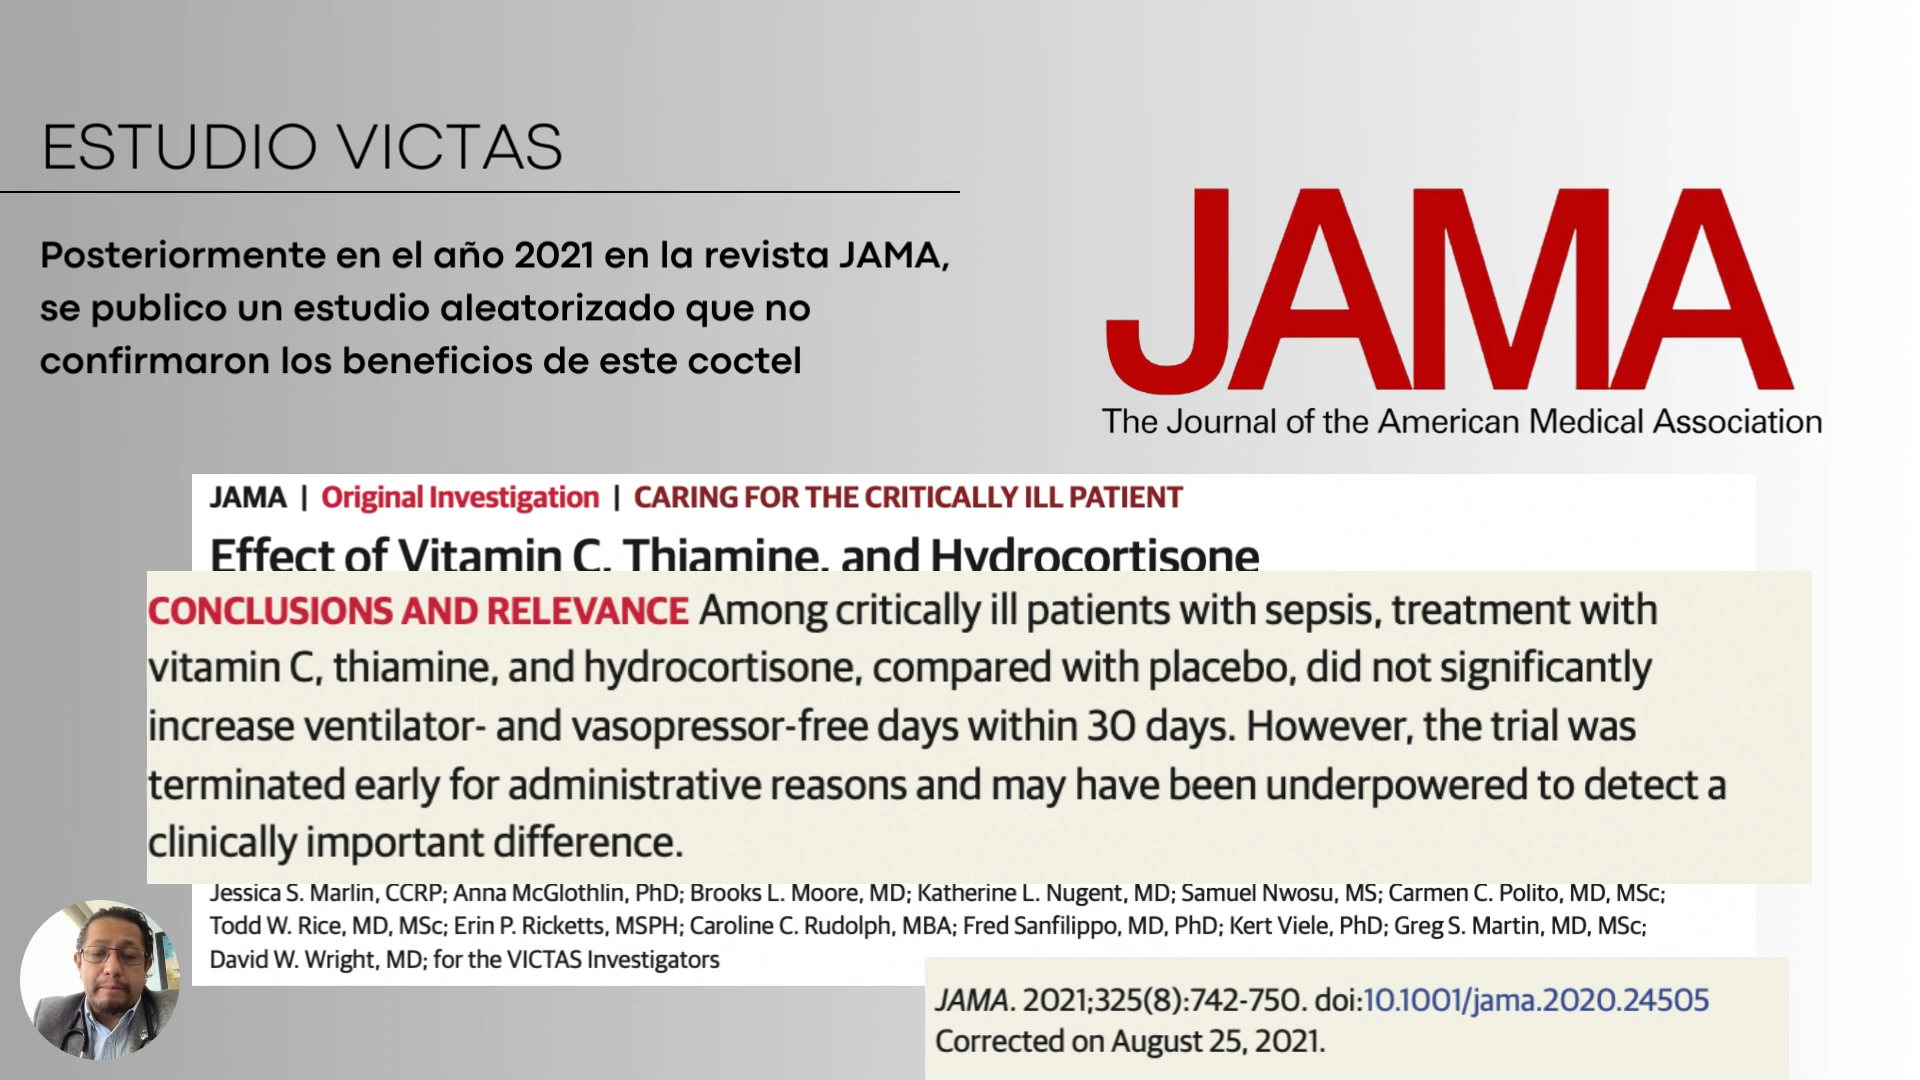 ESTUDIO VICTAS
Posteriormente en el año 2021 en la revista JAMA,
se publico un estudio aleatorizado que no
confirmaron los beneficios de este coctel
JAMA
The Journal of the American Medical Association
JAMA | Original Investigation | CARING FOR THE CRITICALLY ILL PATIENT
Effect of Vitamin C, Thiamine, and Hydrocortisone
CONCLUSIONS AND RELEVANCE Among critically ill patients with sepsis, treatment with
vitamin C, thiamine, and hydrocortisone, compared with placebo, did not significantly
increase ventilator- and vasopressor-free days within 30 days. However, the trial was
terminated early for administrative reasons and may have been underpowered to detect a
clinically important difference.
Jessica S. Marlin, CCRP; Anna McGlothlin, PhD; Brooks L. Moore, MD; Katherine L. Nugent, MD; Samuel Nwosu, MS; Carmen C. Polito, MD, MSc;
Todd W. Rice, MD, MSc; Erin P. Ricketts, MSPH; Caroline C. Rudolph, MBA; Fred Sanfilippo, MD, PhD; Kert Viele, PhD; Greg S. Martin, MD, MSc;
David W. Wright, MD; for the VICTAS Investigators
JAMA. 2021;325(8):742-750. doi:10.1001/jama.2020.24505
Corrected on August 25, 2021.